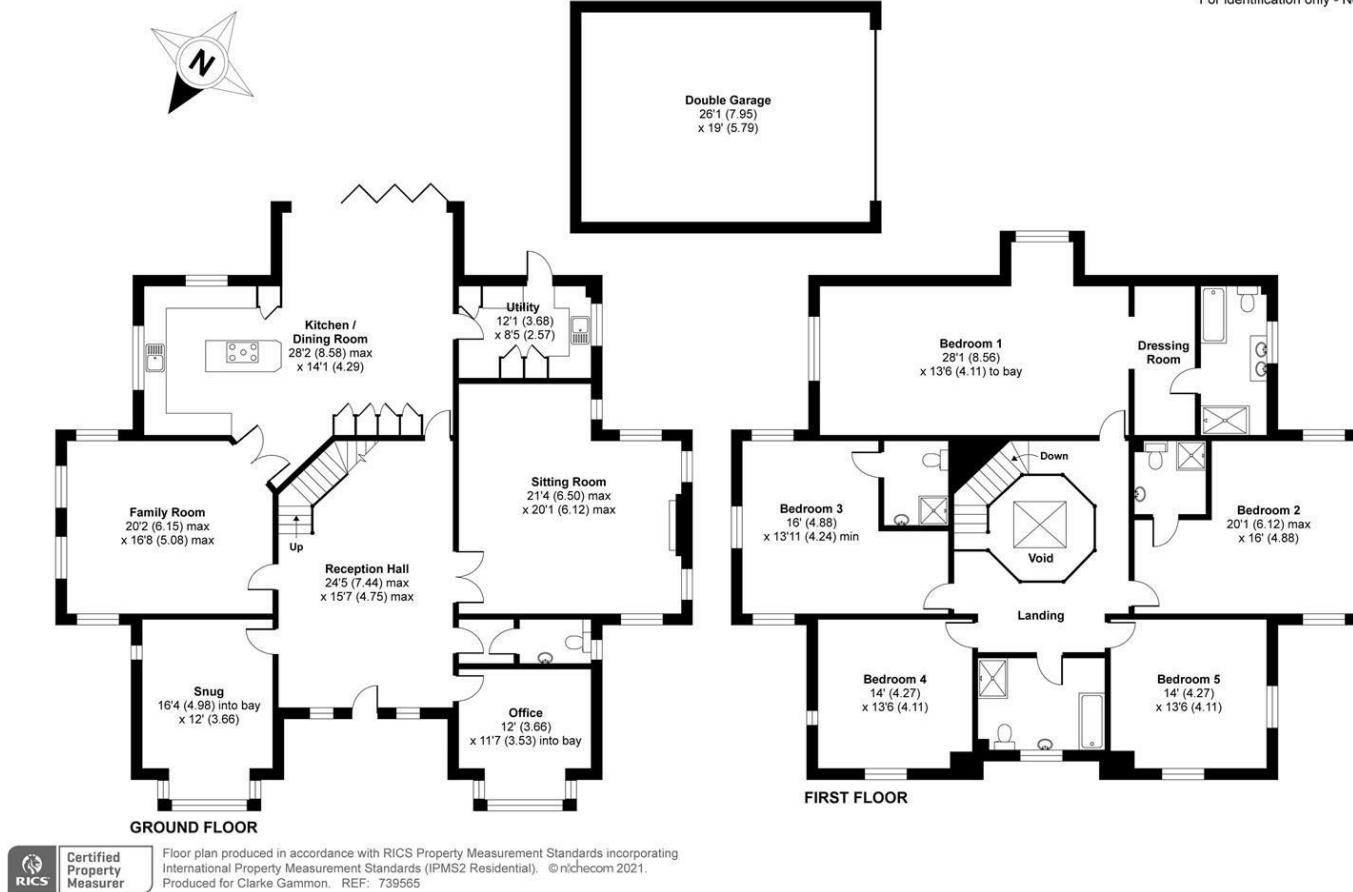 For identification only - N
N
Double Garage
26'1 (7.95)
x 19' (5.79)
Kitchen /
Dining Room
28'2 (8.58) max
x 14'1 (4.29)
Utility
12'1 (3.68)
x 8'5 (2.57)
Family Room
20'2 (6.15) max
x 16'8 (5.08) max
Up
Sitting Room
21'4 (6.50) max
x 20'1 (6.12) max
Reception Hall
24'5 (7.44) max
x 15'7 (4.75) max
Snug
16'4 (4.98) into bay
x 12' (3.66)
Office
12' (3.66)
x 11'7 (3.53) into bay
GROUND FLOOR
Bedroom 1
28'1 (8.56)
x 13'6 (4.11) to bay
Dressing
Room
Down
Bedroom 3
16' (4.88)
x 13'11 (4.24) min
Void
Bedroom 2
20'1 (6.12) max
x 16' (4.88)
Landing
Bedroom 4
14' (4.27)
x 13'6 (4.11)
Bedroom 5
14' (4.27)
x 13'6 (4.11)
FIRST FLOOR
RICS
Certified
Property
Measurer
Floor plan produced in accordance with RICS Property Measurement Standards incorporating
International Property Measurement Standards (IPMS2 Residential). © nichecom 2021.
Produced for Clarke Gammon. REF: 739565